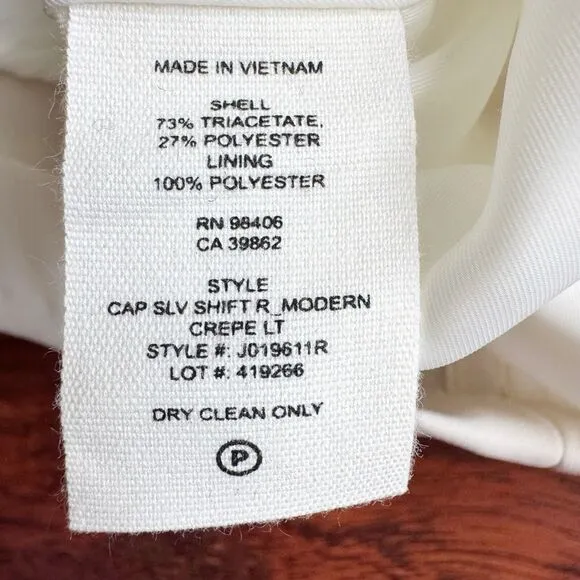 MADE IN VIETNAM
SHELL
73% TRIACETATE,
27% POLYESTER
LINING
100% POLYESTER
RN 98406
CA 39862
STYLE
CAP SLV SHIFT R_MODERN
CREPE LT
STYLE #: J019611R
LOT #: 419266
DRY CLEAN ONLY
P